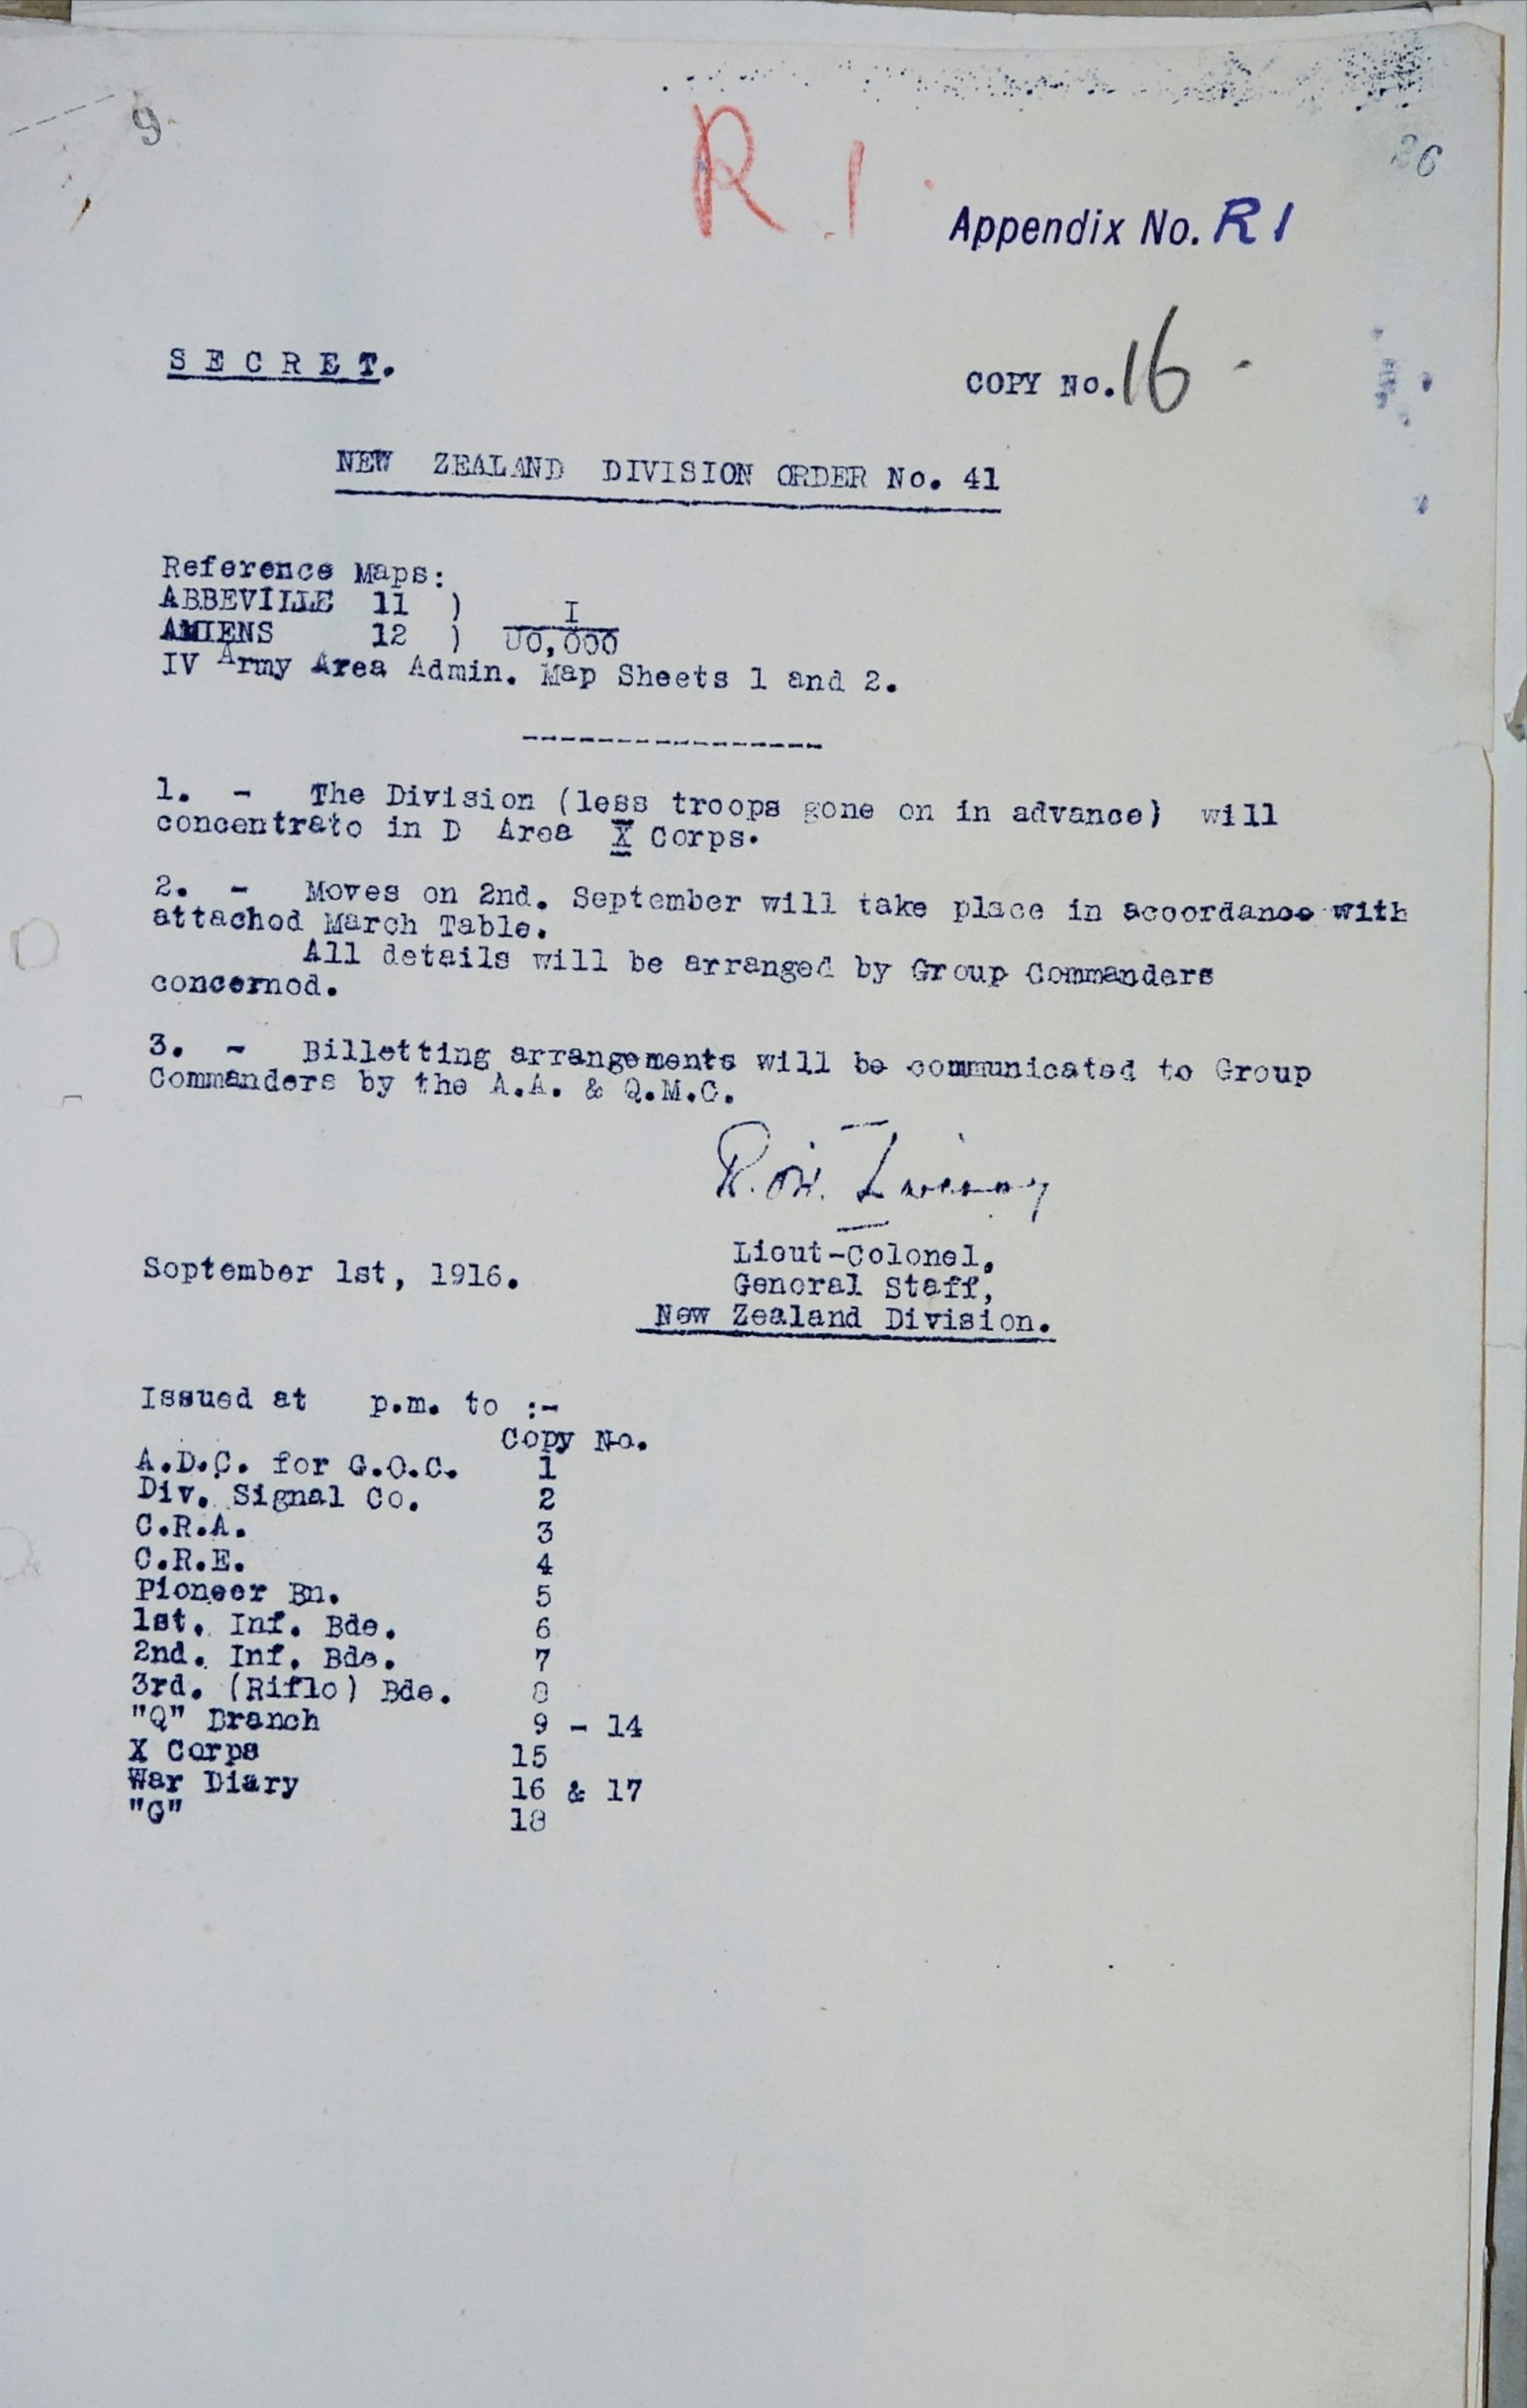 9
R.1
36
Appendix No. R1
SECRET.
COPY No. 16
NEW ZEALAND DIVISION ORDER No. 41
Reference Maps:
ABBEVILLE 11 ) 1
AMIENS 12 ) 00,000
IV Army Area Admin. Map Sheets 1 and 2.
-------------------
1. - The Division (less troops gone on in advance) will
concentrate in D Area X Corps.
2. - Moves on 2nd. September will take place in accordance with
attached March Table.
All details will be arranged by Group Commanders
concerned.
3. - Billetting arrangements will be communicated to Group
Commanders by the A.A. & Q.M.G.
Lieut-Colonel,
September 1st, 1916.
General Staff,
New Zealand Division.
Issued at p.m. to :-
Copy No.
A.D.C. for G.O.C. 1
Div. Signal Co. 2
C.R.A. 3
C.R.E. 4
Pioneer Bn. 5
1st. Inf. Bde. 6
2nd. Inf. Bde. 7
3rd. (Rifle) Bde. 8
"Q" Branch 9 - 14
X Corps 15
War Diary 16 & 17
"G" 18